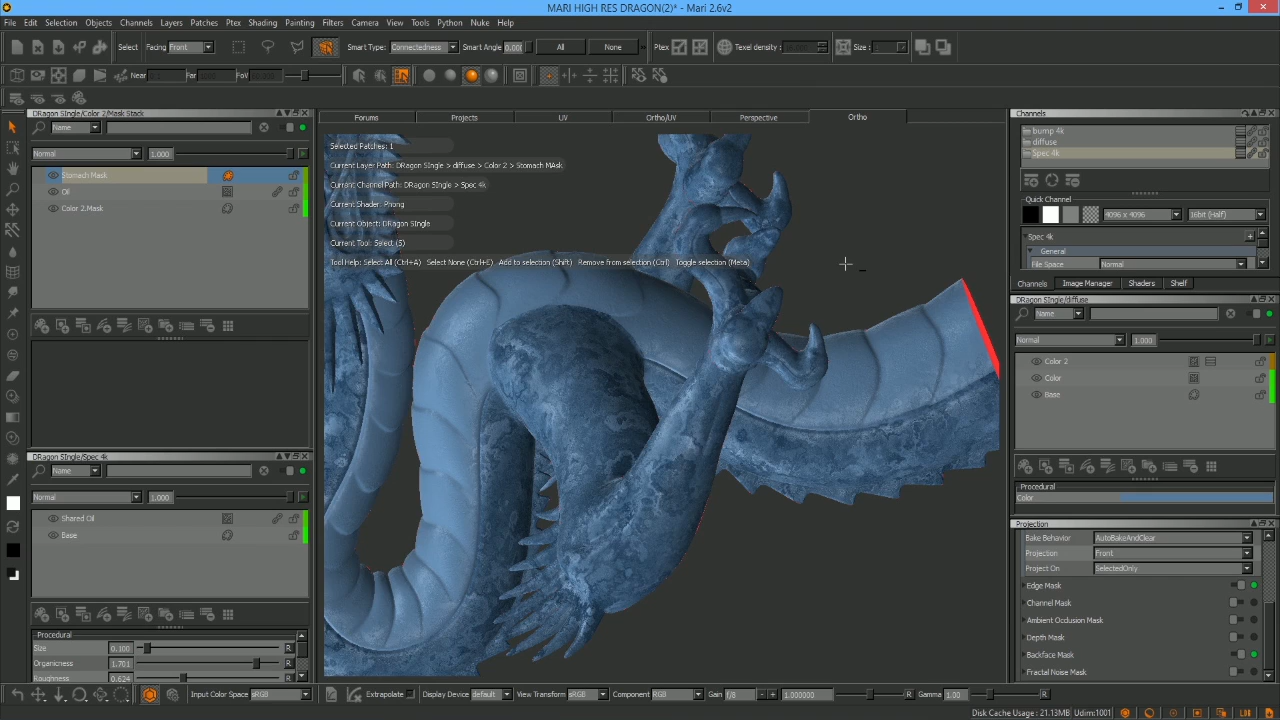 MARI HIGH RES DRAGON(2)* - Mari 2.6v2
File Edit Selection Objects Channels Layers Patches Ptex Shading Painting Filters Camera View Tools Python Nuke Help
Select Facing Front Smart Type: Connectedness Smart Angle 0.00 All None » Ptex Texel density: Size:
Near Far FoV
DRagon SIngle/Color 2/Mask Stack
Name
Normal 1.000
Stomach Mask
Oil
Color 2.Mask
DRagon SIngle/Spec 4k
Name
Normal 1.000
Shared Oil
Base
Procedural
Size 0.100 R
Organicness 1.701 R
Roughness 0.624 R
Forums Projects UV Ortho/UV Perspective Ortho
Selected Patches: 1
Current Layer Path: DRagon SIngle > diffuse > Color 2 > Stomach MAsk
Current Channel Path: DRagon SIngle > Spec 4k
Current Shader: Phong
Current Object: DRagon SIngle
Current Tool: Select (S)
Tool Help: Select All (Ctrl+A) Select None (Ctrl+E) Add to selection (Shift) Remove from selection (Ctrl) Toggle selection (Meta)
Channels
bump 4k
diffuse
Spec 4k
Quick Channel
4096 x 4096 16bit (Half)
Spec 4k
General
File Space Normal
Channels Image Manager Shaders Shelf
DRagon SIngle/diffuse
Name
Normal 1.000
Color 2
Color
Base
Procedural
Color
Projection
Bake Behavior AutoBakeAndClear
Projection Front
Project On SelectedOnly
Edge Mask
Channel Mask
Ambient Occlusion Mask
Depth Mask
Backface Mask
Fractal Noise Mask
Input Color Space sRGB Extrapolate Display Device default View Transform sRGB Component RGB Gain f/8 - + 1.000000 R Gamma 1.00 R
Disk Cache Usage : 21.13MB Udim:1001